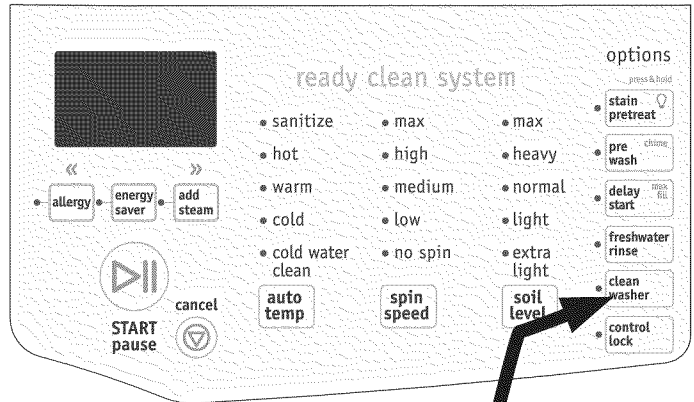 options
press & hold
ready clean system
stain
pretreat
sanitize
max
max
pre
wash
chime
hot
high
heavy
«
»
warm
medium
normal
delay
start
max
fill
allergy
energy
saver
add
steam
cold
low
light
freshwater
rinse
cold water
clean
no spin
extra
light
clean
washer
auto
temp
spin
speed
soil
level
cancel
START
pause
control
lock